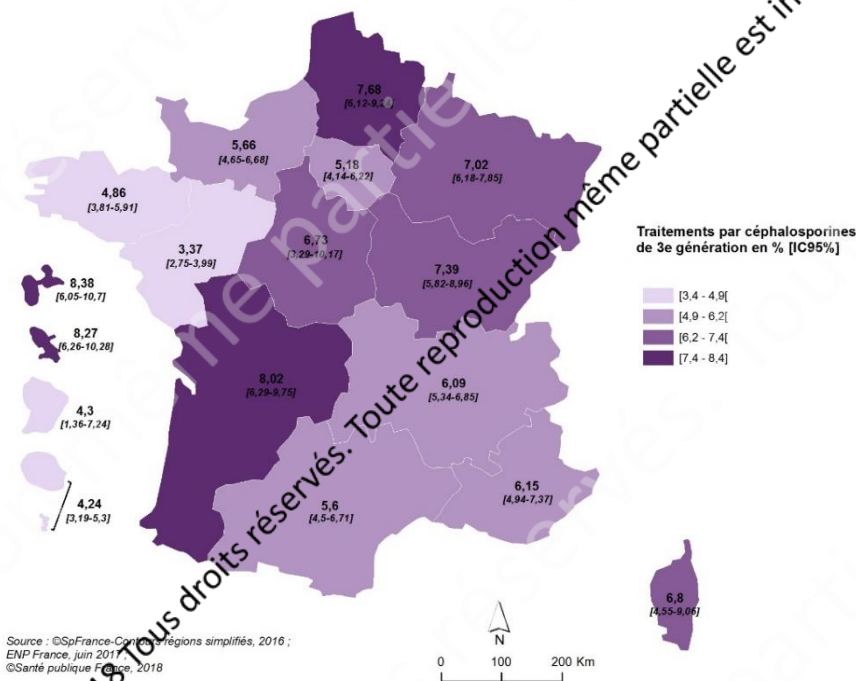 7,68
[6,12-9,24]
5,66
[4,65-6,68]
5,18
[4,14-6,22]
7,02
[6,18-7,85]
4,86
[3,81-5,91]
3,37
[2,75-3,99]
6,73
[3,29-10,17]
7,39
[5,82-8,96]
Traitements par céphalosporines
de 3e génération en % [IC95%]
[3,4 - 4,9[
[4,9 - 6,2[
[6,2 - 7,4[
[7,4 - 8,4]
8,38
[6,05-10,7]
8,27
[6,26-10,28]
4,3
[1,36-7,24]
4,24
[3,19-5,3]
8,02
[6,29-9,75]
6,09
[5,34-6,85]
5,6
[4,5-6,71]
6,15
[4,94-7,37]
6,8
[4,55-9,06]
Source : ©SpFrance-Contours régions simplifiés, 2016 ;
ENP France, juin 2017 ;
©Santé publique France, 2018
N
0 100 200 Km
18 Tous droits réservés. Toute reproduction même partielle est